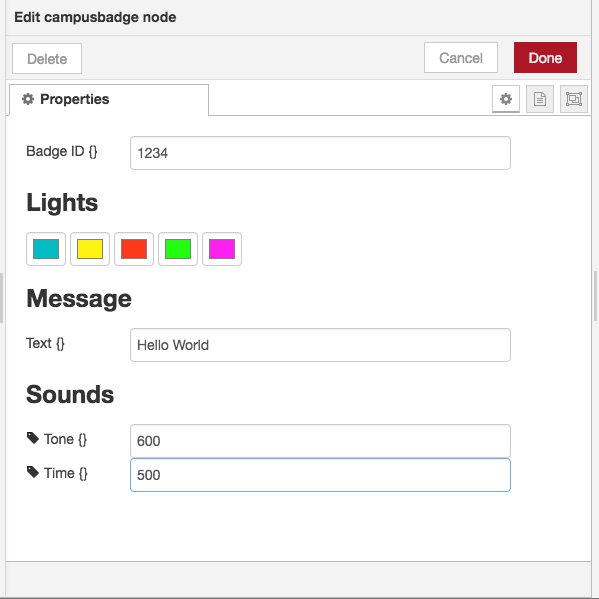 Edit campusbadge node
Delete
Cancel
Done
Properties
Badge ID {}
1234
Lights
Message
Text {}
Hello World
Sounds
Tone {}
600
Time {}
500